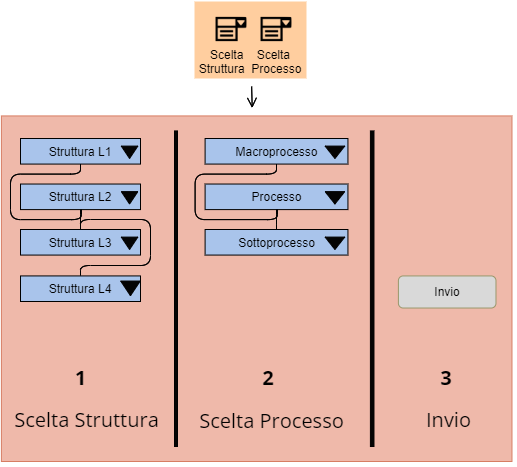 Scelta Scelta
Struttura Processo
Struttura L1
Struttura L2
Struttura L3
Struttura L4
Macroprocesso
Processo
Sottoprocesso
Invio
1
Scelta Struttura
2
Scelta Processo
3
Invio